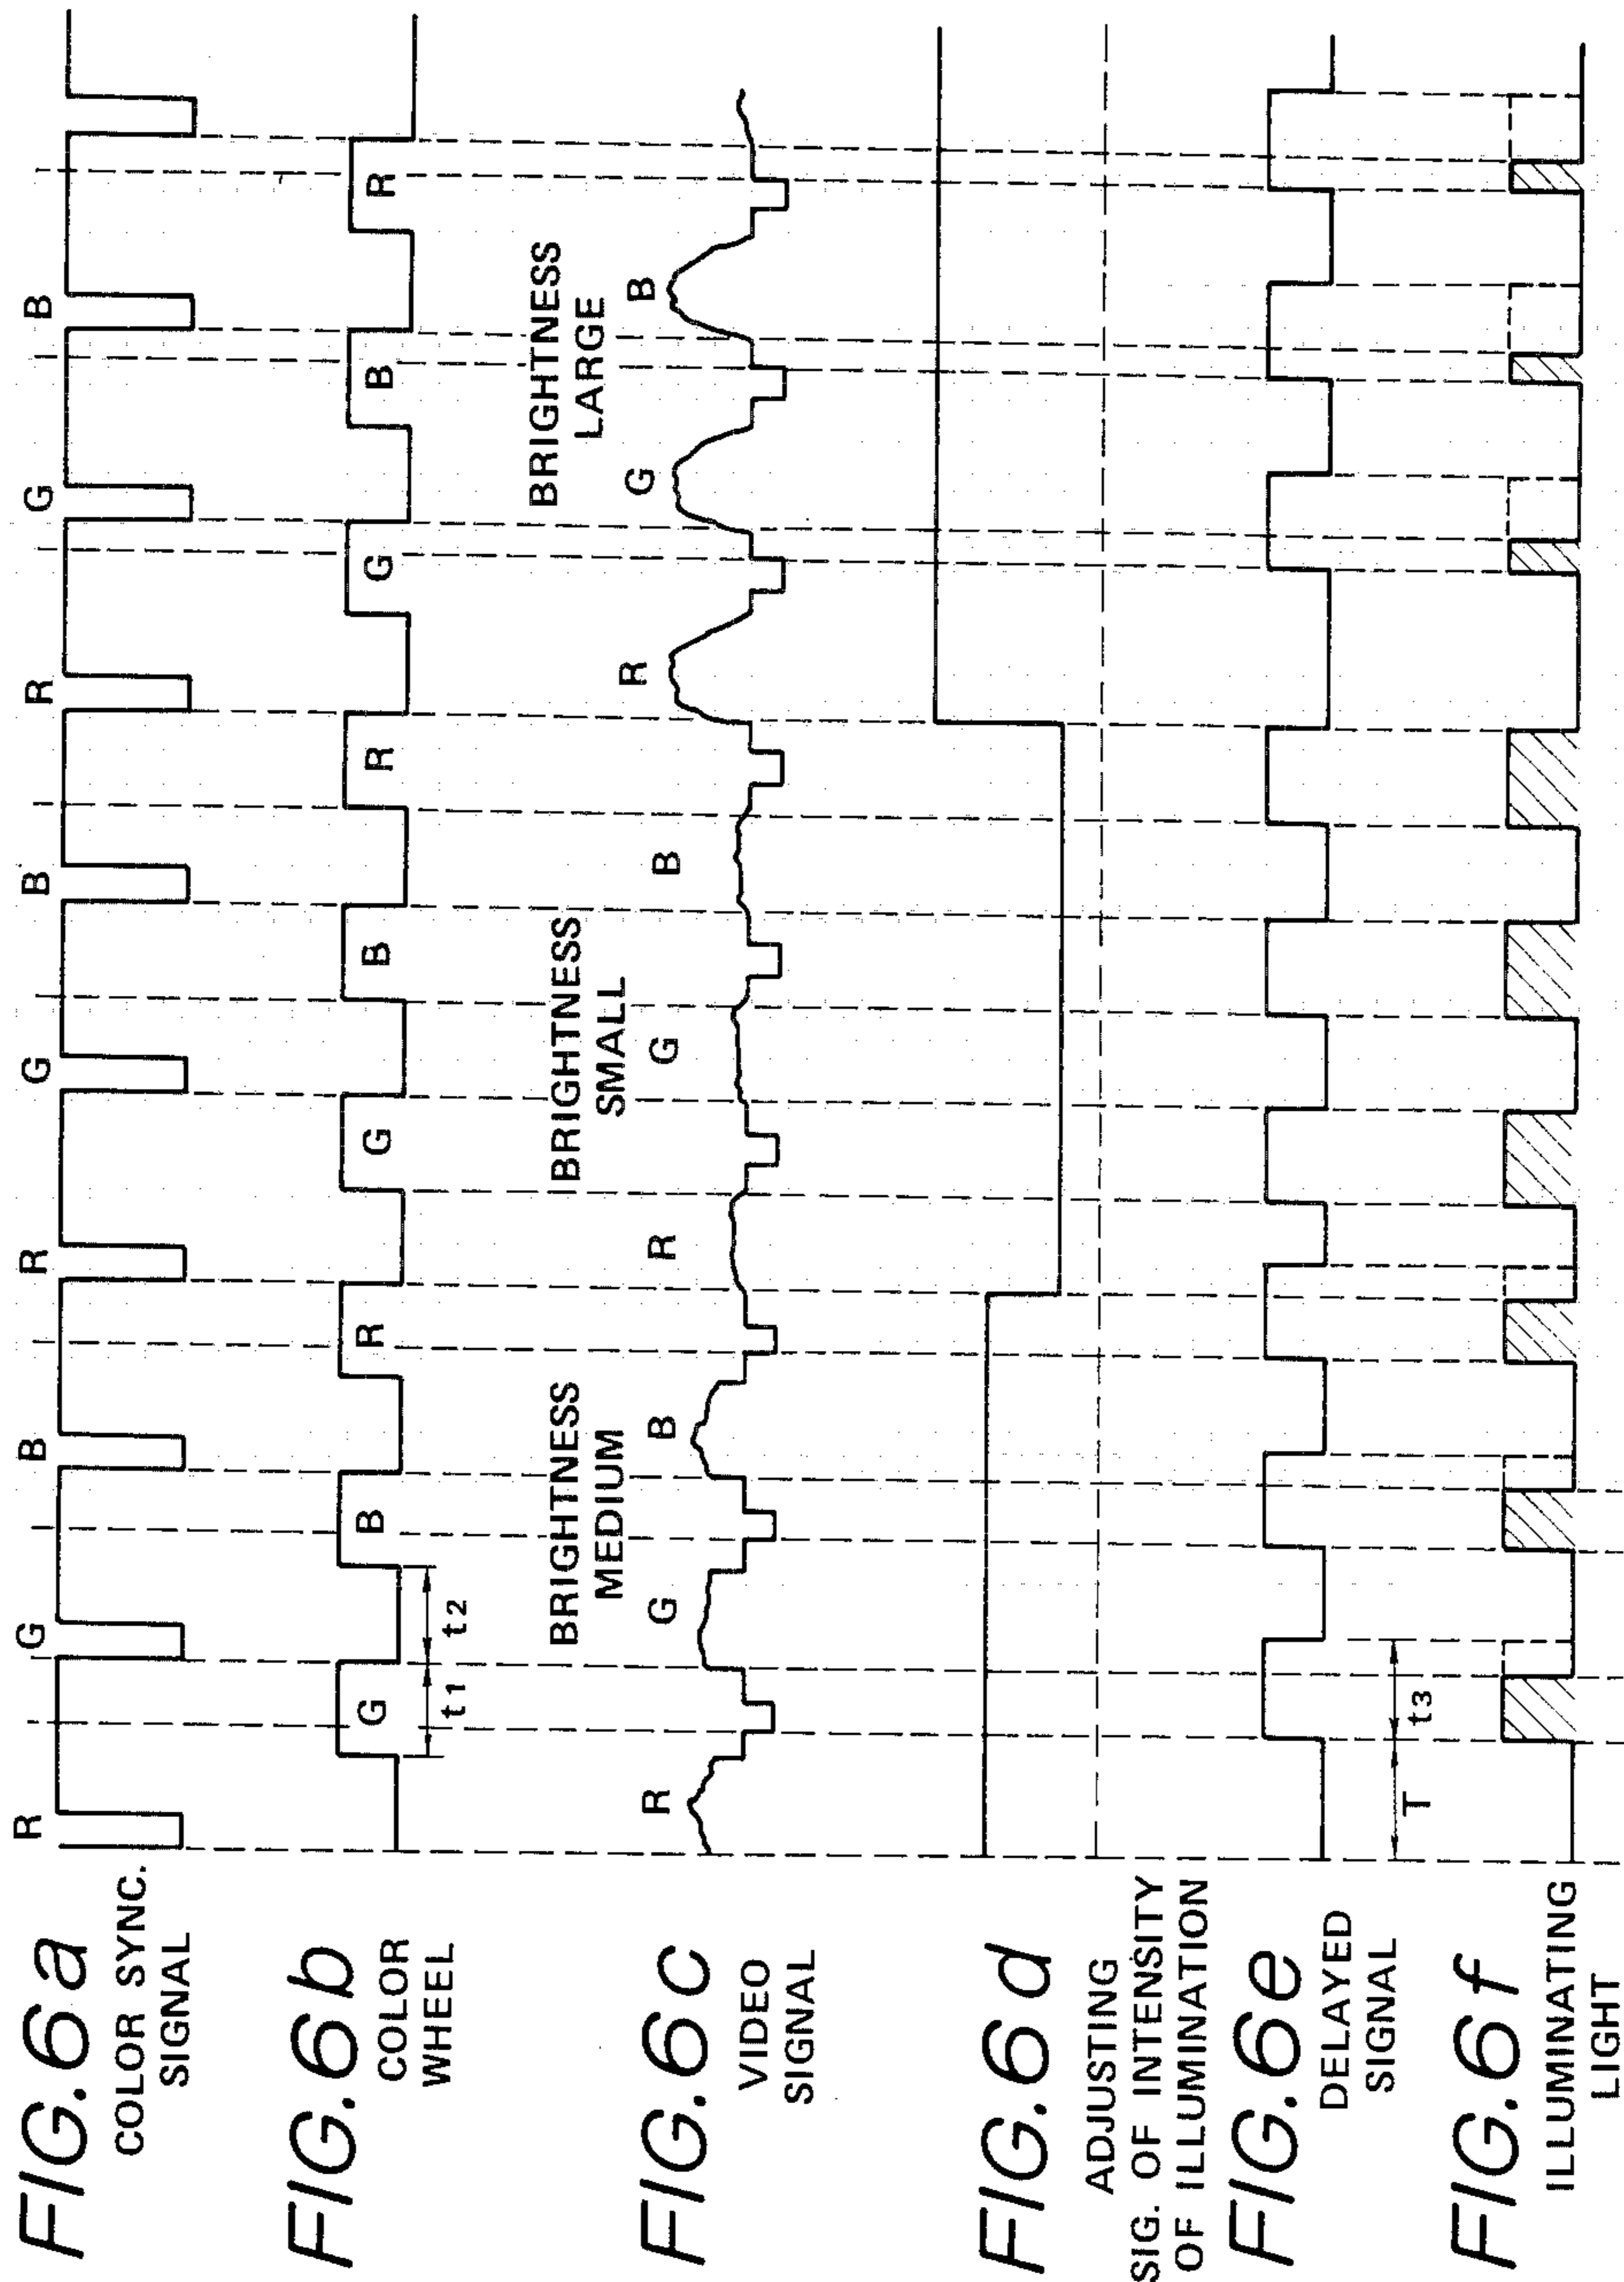 FIG.6a
COLOR SYNC.
SIGNAL
R G B R G B R G B
FIG.6b
COLOR
WHEEL
G B R G B R G B R
t1 t2
FIG.6c
VIDEO
SIGNAL
BRIGHTNESS
MEDIUM
BRIGHTNESS
SMALL
BRIGHTNESS
LARGE
R G B R G B R G B
FIG.6d
ADJUSTING
SIG. OF INTENSITY
OF ILLUMINATION
FIG.6e
DELAYED
SIGNAL
T t3
FIG.6f
ILLUMINATING
LIGHT